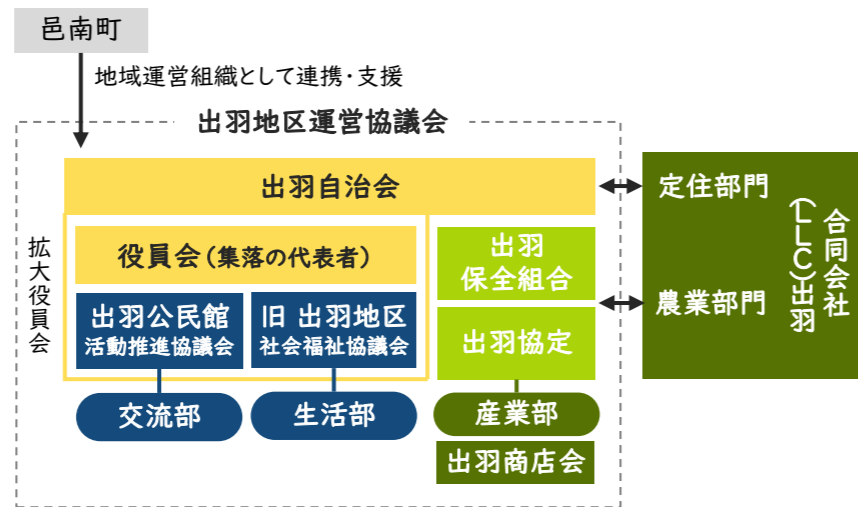 邑南町
地域運営組織として連携・支援
出羽地区運営協議会
拡大役員会
出羽自治会
役員会(集落の代表者)
出羽公民館
活動推進協議会
旧 出羽地区
社会福祉協議会
出羽
保全組合
出羽協定
交流部
生活部
産業部
出羽商店会
定住部門
農業部門
合同会社
(LLC)出羽